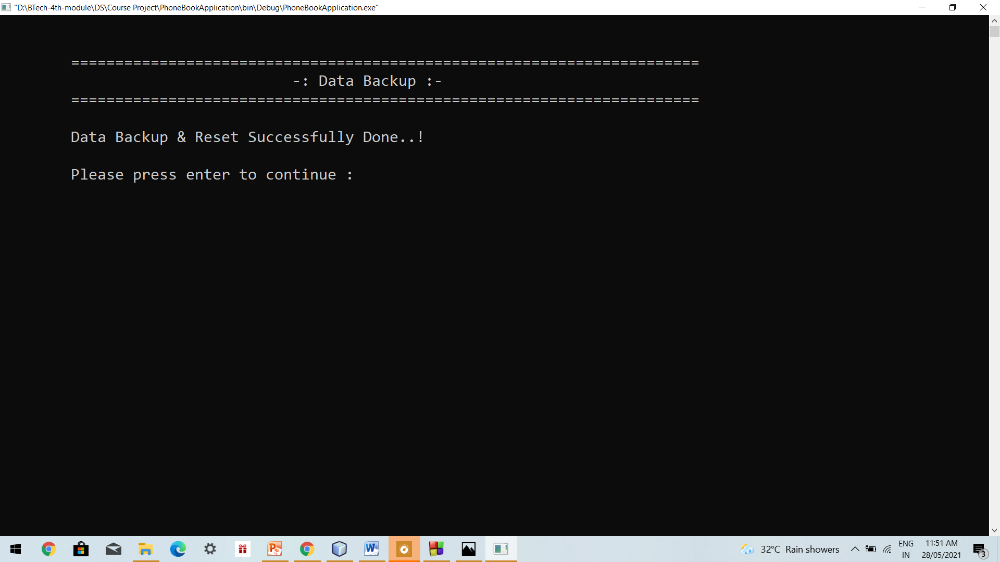 "D:\BTech-4th-module\DS\Course Project\PhoneBookApplication\bin\Debug\PhoneBookApplication.exe"
=======================================================================
-: Data Backup :-
=======================================================================
Data Backup & Reset Successfully Done..!
Please press enter to continue :
32°C Rain showers
ENG
IN
11:51 AM
28/05/2021
3